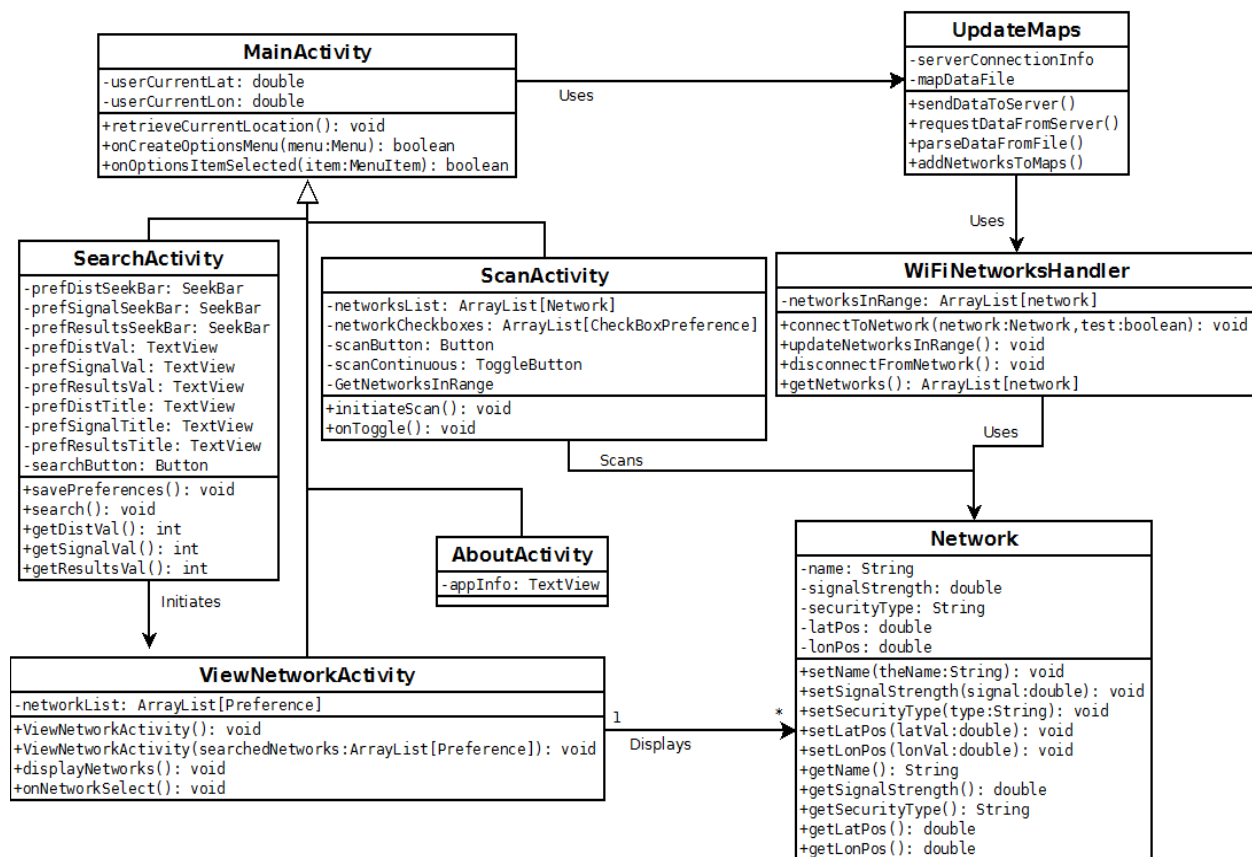 MainActivity
-userCurrentLat: double
-userCurrentLon: double
+retrieveCurrentLocation(): void
+onCreateOptionsMenu(menu:Menu): boolean
+onOptionsItemSelected(item:MenuItem): boolean
Uses
UpdateMaps
-serverConnectionInfo
-mapDataFile
+sendDataToServer()
+requestDataFromServer()
+parseDataFromFile()
+addNetworksToMaps()
Uses
SearchActivity
-prefDistSeekBar: SeekBar
-prefSignalSeekBar: SeekBar
-prefResultsSeekBar: SeekBar
-prefDistVal: TextView
-prefSignalVal: TextView
-prefResultsVal: TextView
-prefDistTitle: TextView
-prefSignalTitle: TextView
-prefResultsTitle: TextView
-searchButton: Button
+savePreferences(): void
+search(): void
+getDistVal(): int
+getSignalVal(): int
+getResultsVal(): int
Initiates
ScanActivity
-networksList: ArrayList[Network]
-networkCheckboxes: ArrayList[CheckBoxPreference]
-scanButton: Button
-scanContinuous: ToggleButton
-GetNetworksInRange
+initiateScan(): void
+onToggle(): void
Scans
WiFiNetworksHandler
-networksInRange: ArrayList[network]
+connectToNetwork(network:Network,test:boolean): void
+updateNetworksInRange(): void
+disconnectFromNetwork(): void
+getNetworks(): ArrayList[network]
Uses
AboutActivity
-appInfo: TextView
ViewNetworkActivity
-networkList: ArrayList[Preference]
+ViewNetworkActivity(): void
+ViewNetworkActivity(searchedNetworks:ArrayList[Preference]): void
+displayNetworks(): void
+onNetworkSelect(): void
1
*
Displays
Network
-name: String
-signalStrength: double
-securityType: String
-latPos: double
-lonPos: double
+setName(theName:String): void
+setSignalStrength(signal:double): void
+setSecurityType(type:String): void
+setLatPos(latVal:double): void
+setLonPos(lonVal:double): void
+getName(): String
+getSignalStrength(): double
+getSecurityType(): String
+getLatPos(): double
+getLonPos(): double